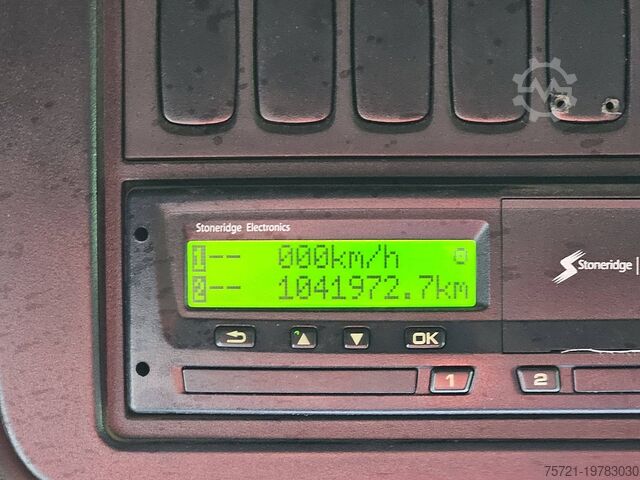 Stoneridge Electronics
1-- 000km/h
2-- 1041972.7km
Stoneridge
OK
1
2
75721-19783030